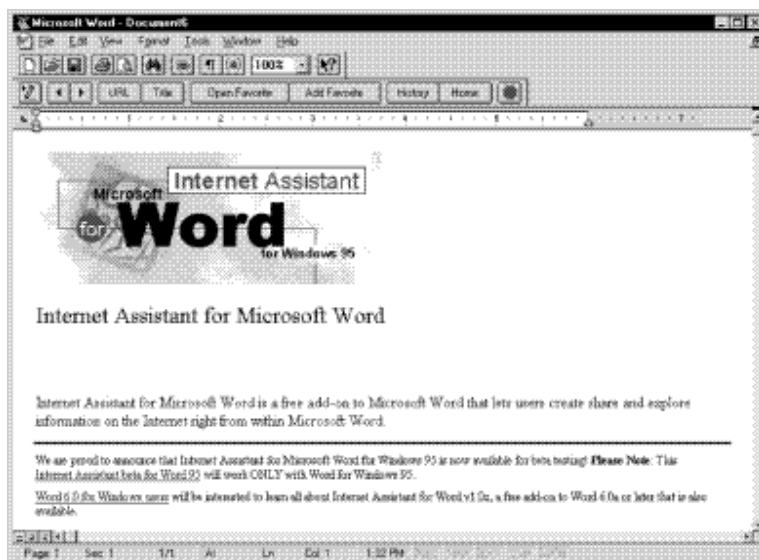 Microsoft Word - Document6
File Edit View Format Tools Window Help
100%
URL Title Open Favorite Add Favorite History Home
Microsoft Internet Assistant
for Word
for Windows 95
Internet Assistant for Microsoft Word
Internet Assistant for Microsoft Word is a free add-on to Microsoft Word that lets users create share and explore
information on the Internet right from within Microsoft Word.
We are proud to announce that Internet Assistant for Microsoft Word for Windows 95 is now available for beta testing! Please Note: This
Internet Assistant beta for Word 95 will work ONLY with Word for Windows 95.
Word 6.0 for Windows users will be interested to learn all about Internet Assistant for Word v1.0z, a free add-on to Word 6.0a or later that is also
available.
Page 1 Sec 1 1/1 At Ln Col 1 1:22 PM